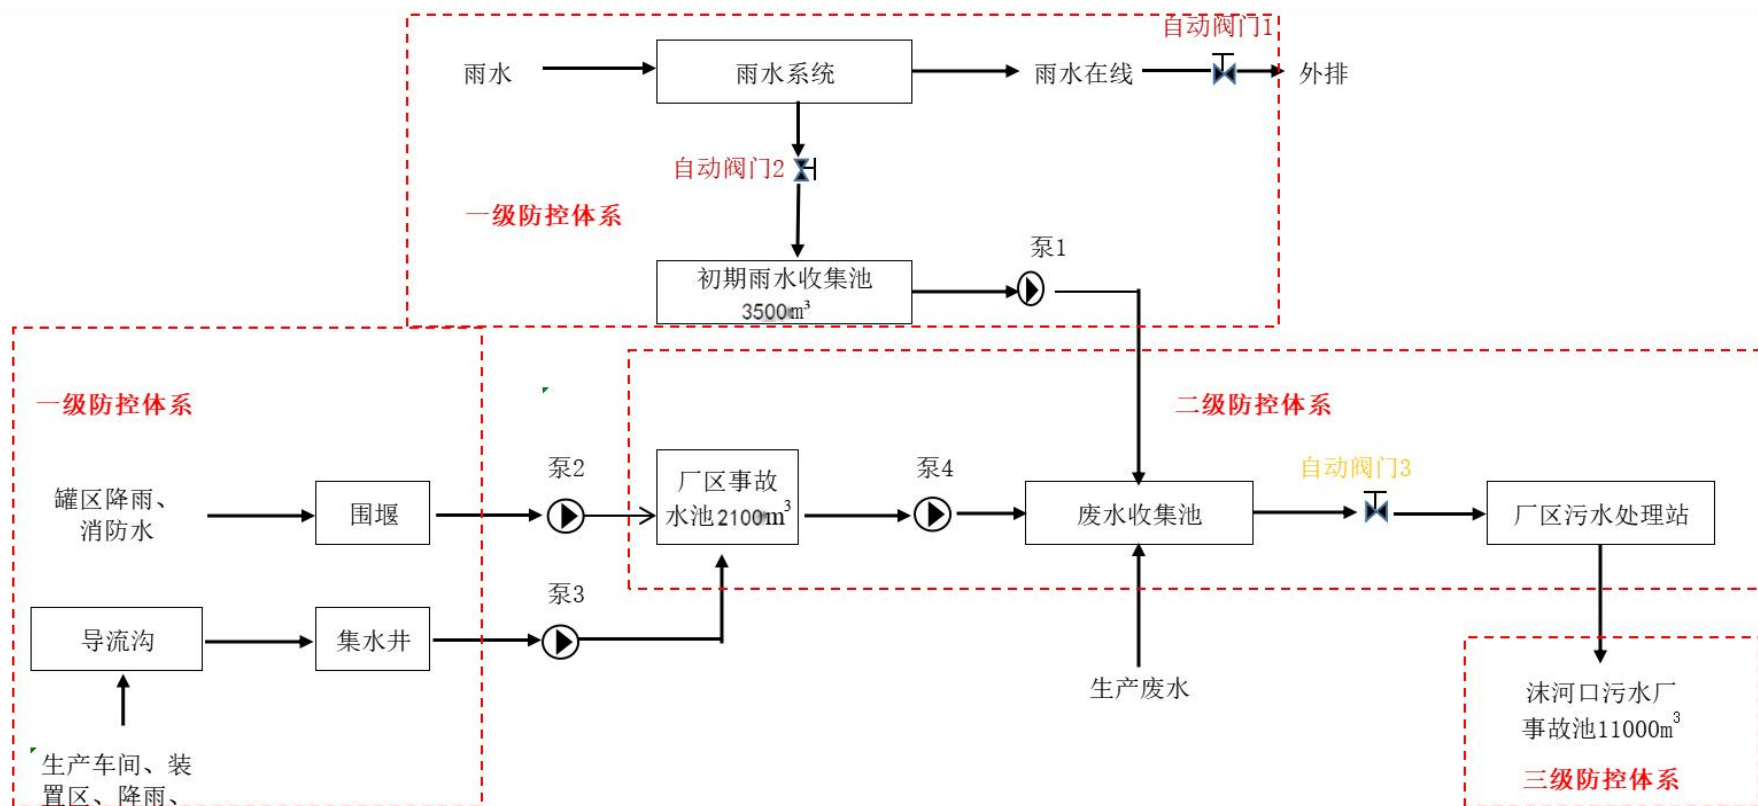 自动阀门1
雨水
雨水系统
雨水在线
外排
自动阀门2
一级防控体系
泵1
初期雨水收集池
3500m³
一级防控体系
二级防控体系
罐区降雨、
消防水
围堰
泵2
厂区事故
水池2100m³
泵4
废水收集池
自动阀门3
厂区污水处理站
导流沟
集水井
泵3
生产废水
沫河口污水厂
事故池11000m³
三级防控体系
生产车间、装
置区、降雨、